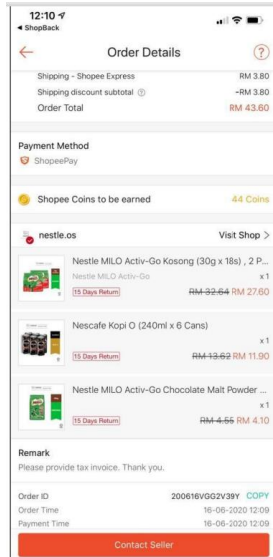 12:10
◄ ShopBack
Order Details
Shipping - Shopee Express RM 3.80
Shipping discount subtotal -RM 3.80
Order Total RM 43.60
Payment Method
ShopeePay
Shopee Coins to be earned 44 Coins
nestle.os Visit Shop >
Nestle MILO Activ-Go Kosong (30g x 18s) , 2 P...
Nestle MILO Activ-Go x1
15 Days Return RM 32.64 RM 27.60
Nescafe Kopi O (240ml x 6 Cans)
x1
15 Days Return RM 13.62 RM 11.90
Nestle MILO Activ-Go Chocolate Malt Powder ...
x1
15 Days Return RM 4.55 RM 4.10
Remark
Please provide tax invoice. Thank you.
Order ID 200616VGG2V39Y COPY
Order Time 16-06-2020 12:09
Payment Time 16-06-2020 12:09
Contact Seller